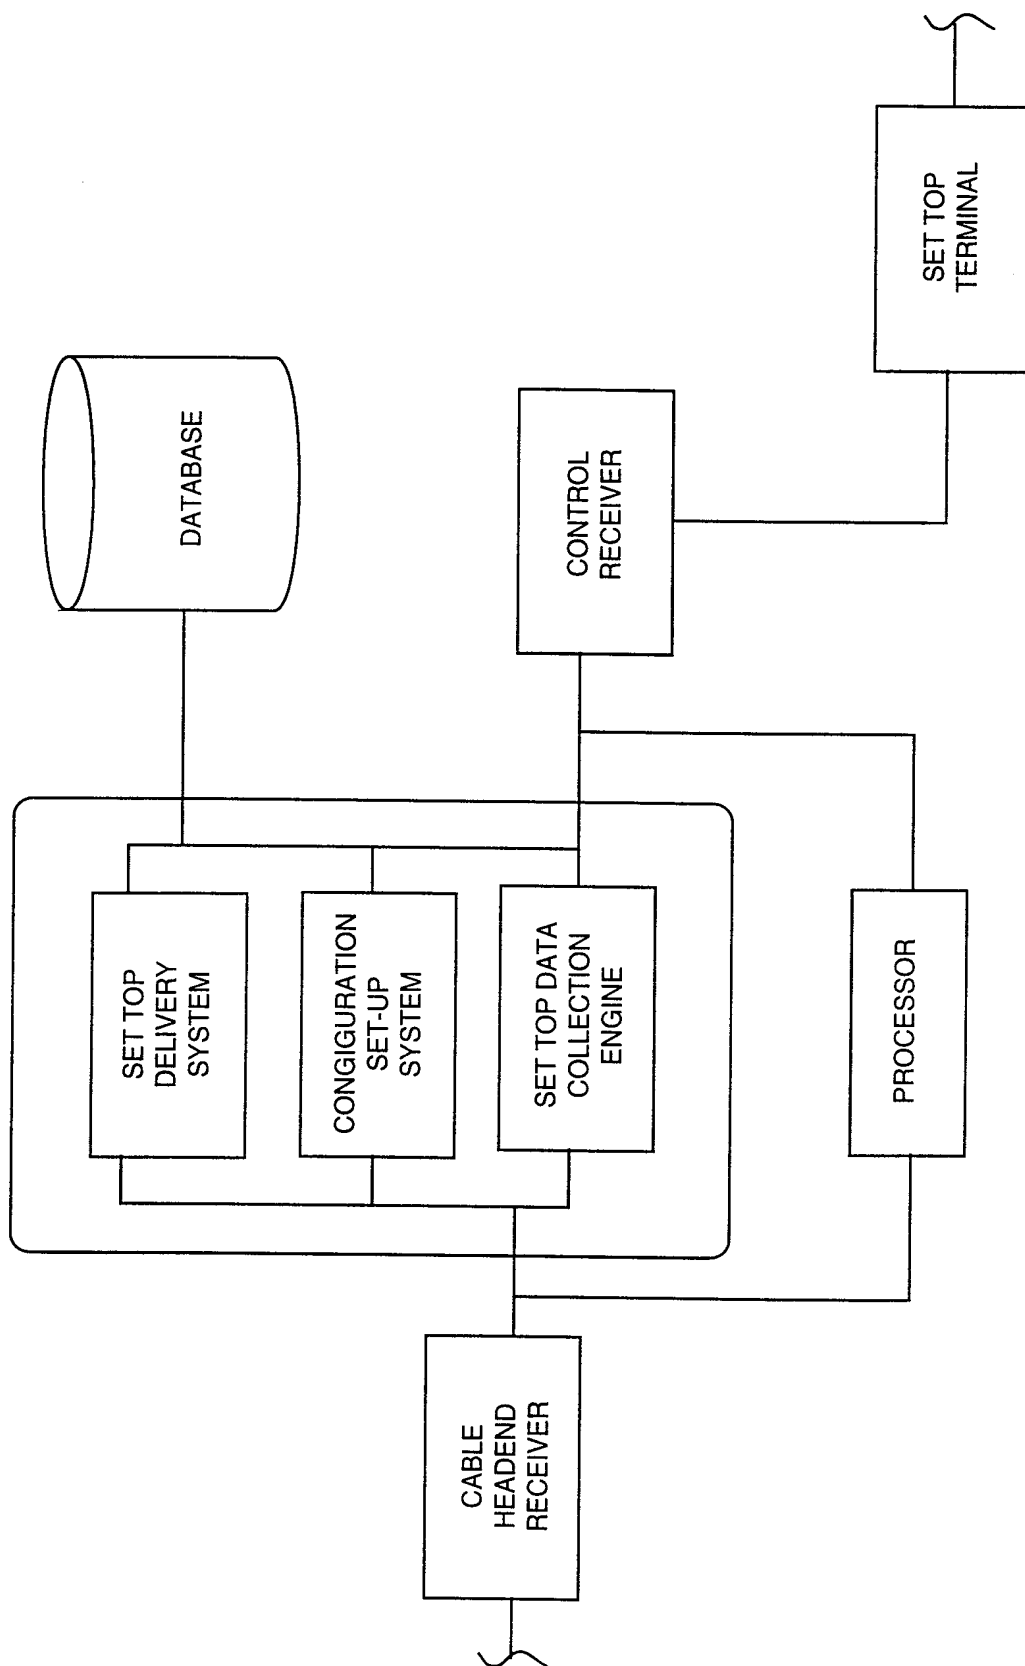 DATABASE
SET TOP
DELIVERY
SYSTEM
CONGIGURATION
SET-UP
SYSTEM
SET TOP DATA
COLLECTION
ENGINE
CABLE
HEADEND
RECEIVER
CONTROL
RECEIVER
PROCESSOR
SET TOP
TERMINAL